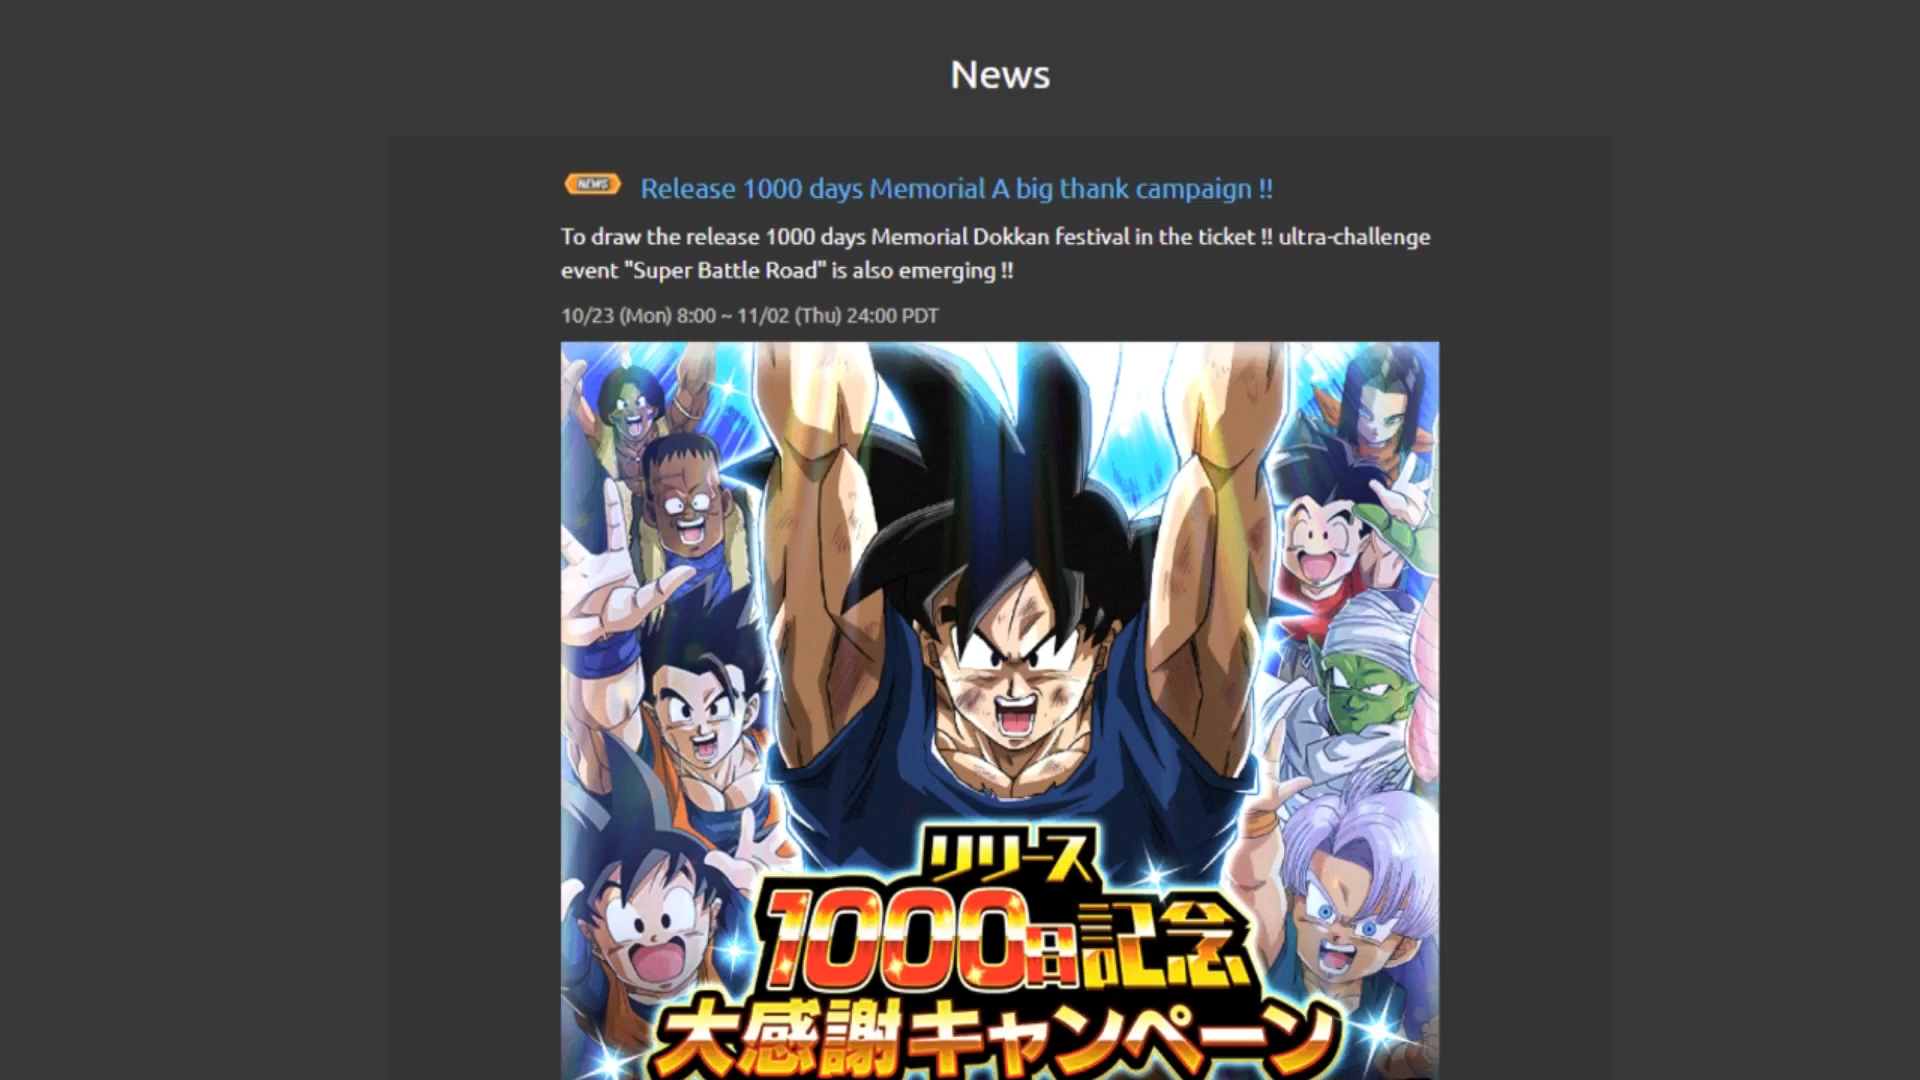 News
NEWS Release 1000 days Memorial A big thank campaign !!
To draw the release 1000 days Memorial Dokkan festival in the ticket !! ultra-challenge
event "Super Battle Road" is also emerging !!
10/23 (Mon) 8:00 ~ 11/02 (Thu) 24:00 PDT
リリース
1000日記念
大感謝キャンペーン